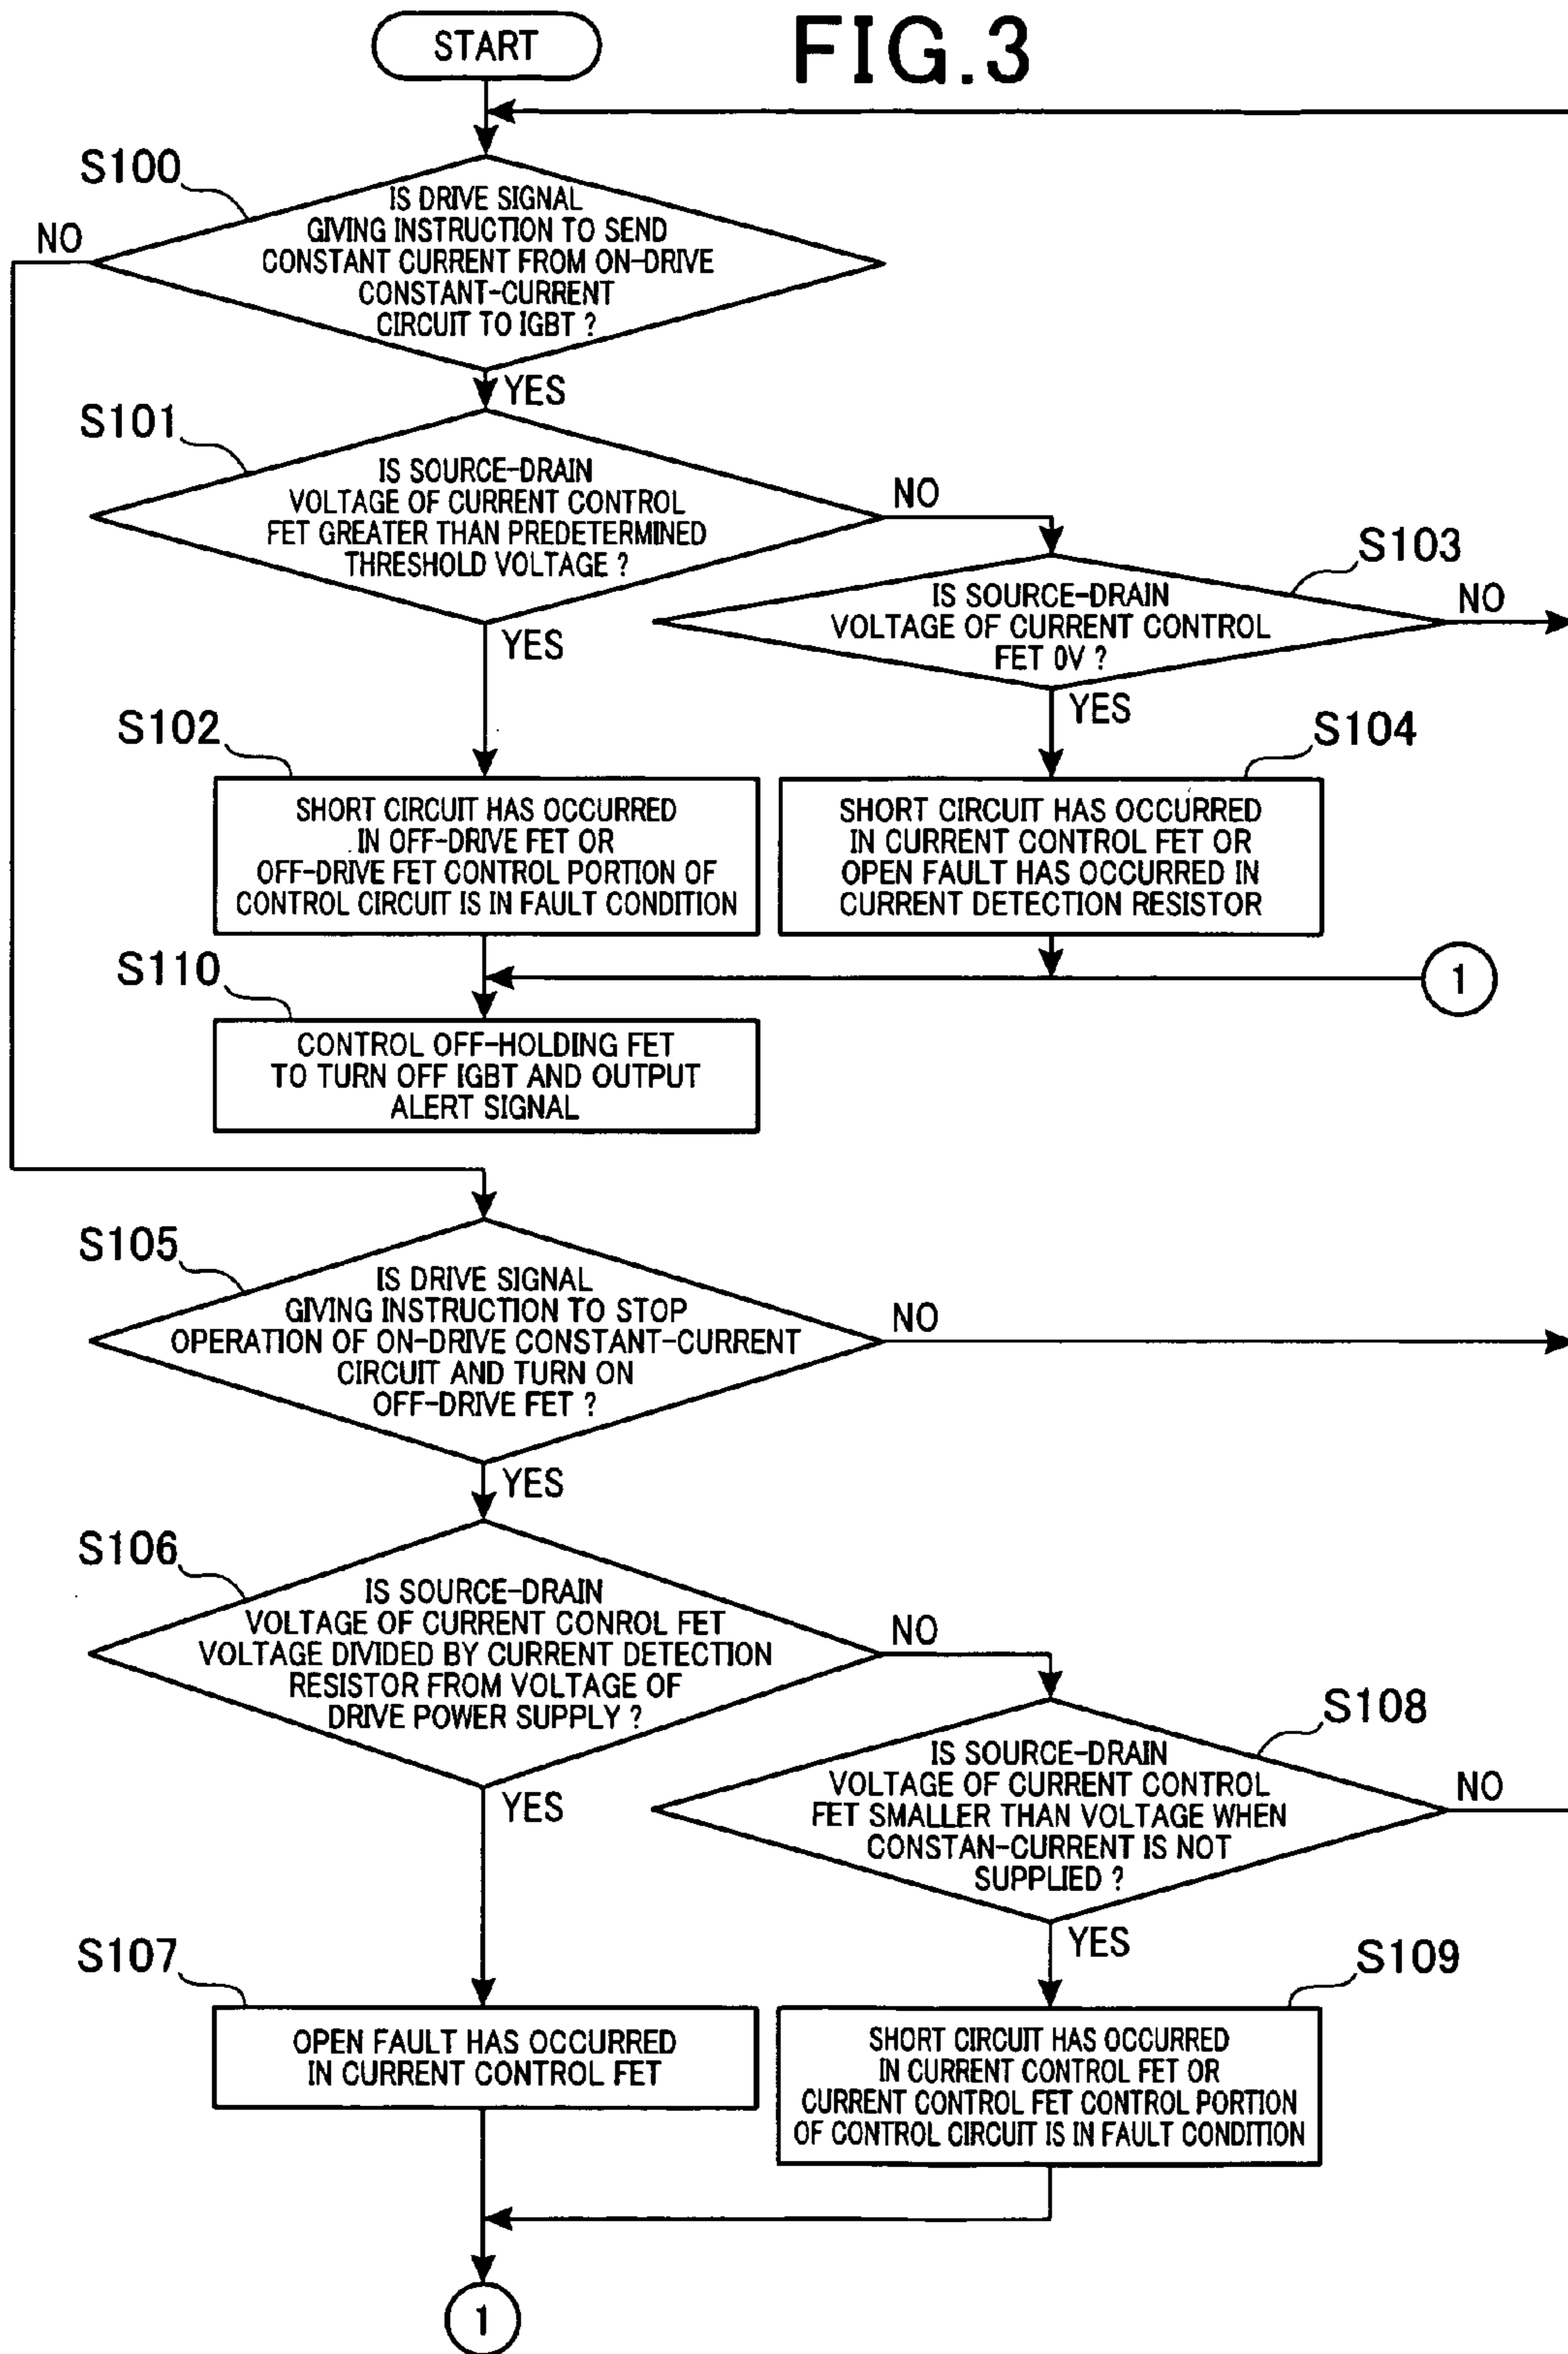 START
FIG.3
S100
IS DRIVE SIGNAL
GIVING INSTRUCTION TO SEND
CONSTANT CURRENT FROM ON-DRIVE
CONSTANT-CURRENT
CIRCUIT TO IGBT ?
NO
YES
S101
IS SOURCE-DRAIN
VOLTAGE OF CURRENT CONTROL
FET GREATER THAN PREDETERMINED
THRESHOLD VOLTAGE ?
NO
YES
S103
IS SOURCE-DRAIN
VOLTAGE OF CURRENT CONTROL
FET 0V ?
NO
YES
S102
SHORT CIRCUIT HAS OCCURRED
IN OFF-DRIVE FET OR
OFF-DRIVE FET CONTROL PORTION OF
CONTROL CIRCUIT IS IN FAULT CONDITION
S104
SHORT CIRCUIT HAS OCCURRED
IN CURRENT CONTROL FET OR
OPEN FAULT HAS OCCURRED IN
CURRENT DETECTION RESISTOR
1
S110
CONTROL OFF-HOLDING FET
TO TURN OFF IGBT AND OUTPUT
ALERT SIGNAL
S105
IS DRIVE SIGNAL
GIVING INSTRUCTION TO STOP
OPERATION OF ON-DRIVE CONSTANT-CURRENT
CIRCUIT AND TURN ON
OFF-DRIVE FET ?
NO
YES
S106
IS SOURCE-DRAIN
VOLTAGE OF CURRENT CONROL FET
VOLTAGE DIVIDED BY CURRENT DETECTION
RESISTOR FROM VOLTAGE OF
DRIVE POWER SUPPLY ?
NO
YES
S108
IS SOURCE-DRAIN
VOLTAGE OF CURRENT CONTROL
FET SMALLER THAN VOLTAGE WHEN
CONSTAN-CURRENT IS NOT
SUPPLIED ?
NO
YES
S107
OPEN FAULT HAS OCCURRED
IN CURRENT CONTROL FET
S109
SHORT CIRCUIT HAS OCCURRED
IN CURRENT CONTROL FET OR
CURRENT CONTROL FET CONTROL PORTION
OF CONTROL CIRCUIT IS IN FAULT CONDITION
1